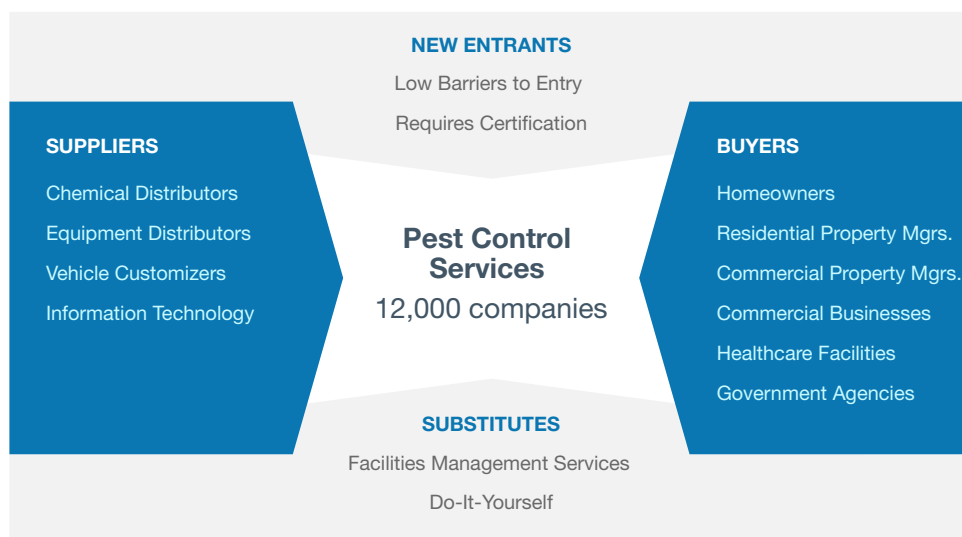 NEW ENTRANTS
Low Barriers to Entry
Requires Certification
SUPPLIERS
Chemical Distributors
Equipment Distributors
Vehicle Customizers
Information Technology
Pest Control
Services
12,000 companies
BUYERS
Homeowners
Residential Property Mgrs.
Commercial Property Mgrs.
Commercial Businesses
Healthcare Facilities
Government Agencies
SUBSTITUTES
Facilities Management Services
Do-It-Yourself